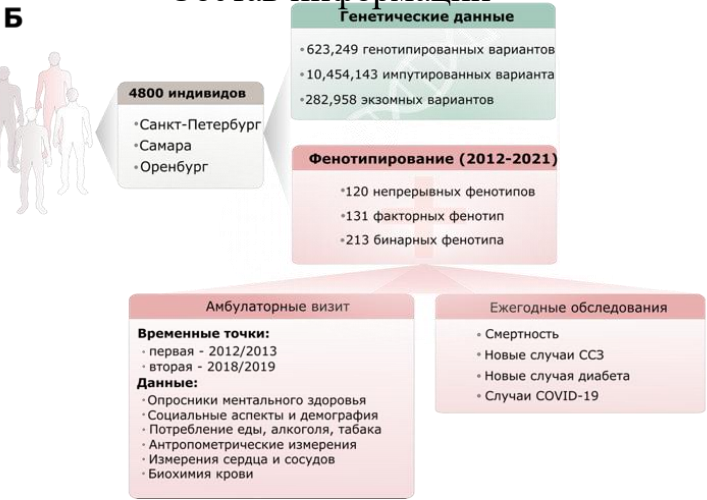 Состав информации
Б
Генетические данные
•623,249 генотипированных вариантов
•10,454,143 импутированных варианта
•282,958 экзомных вариантов
4800 индивидов
•Санкт-Петербург
•Самара
•Оренбург
Фенотипирование (2012-2021)
•120 непрерывных фенотипов
•131 факторных фенотип
•213 бинарных фенотипа
Амбулаторные визит
Временные точки:
· первая - 2012/2013
· вторая - 2018/2019
Данные:
· Опросники ментального здоровья
· Социальные аспекты и демография
· Потребление еды, алкоголя, табака
· Антропометрические измерения
· Измерения сердца и сосудов
· Биохимия крови
Ежегодные обследования
• Смертность
• Новые случаи ССЗ
• Новые случая диабета
• Случаи COVID-19